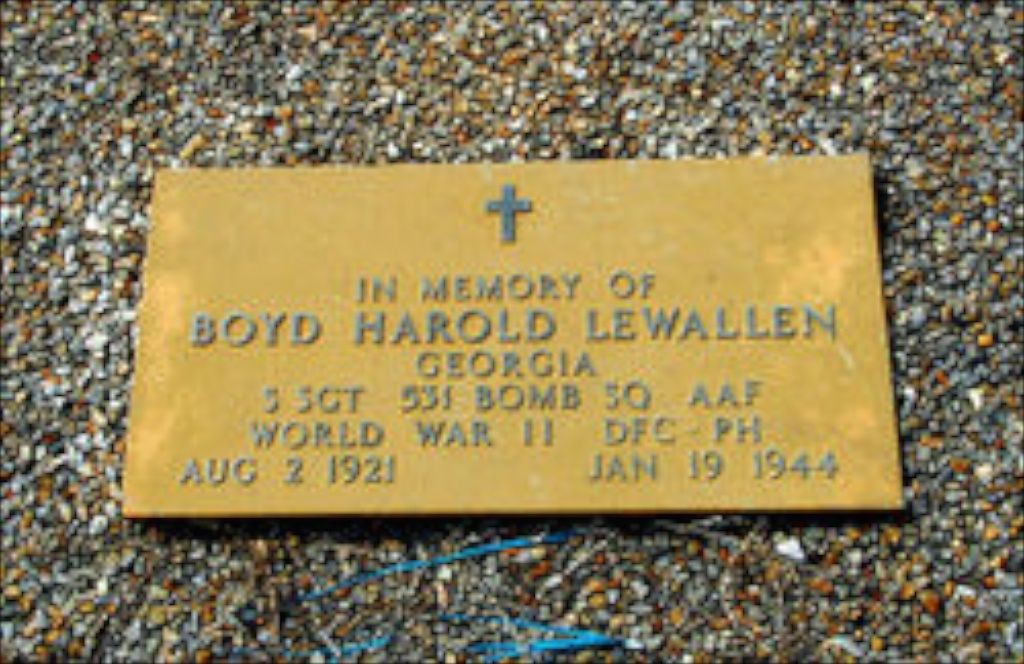 IN MEMORY OF
BOYD HAROLD LEWALLEN
GEORGIA
S SGT 531 BOMB SQ AAF
WORLD WAR II DFC - PH
AUG 2 1921 JAN 19 1944